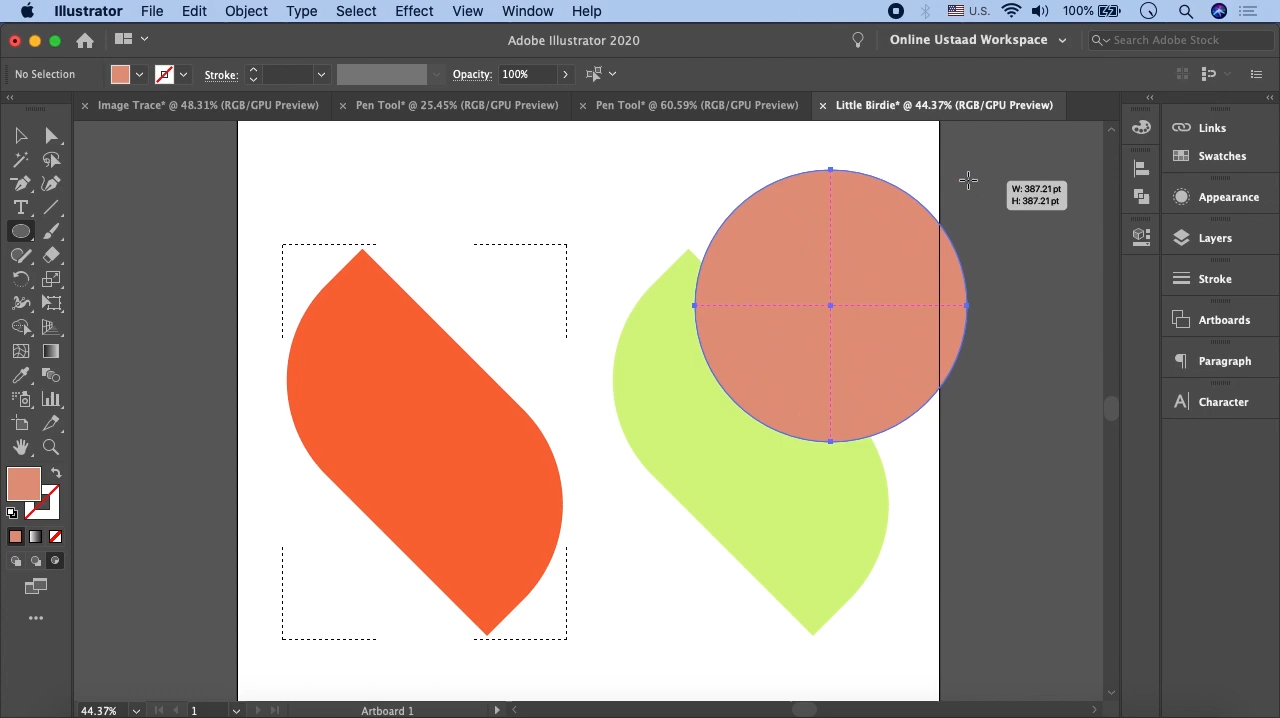 Illustrator File Edit Object Type Select Effect View Window Help U.S. 100%
Adobe Illustrator 2020 Online Ustaad Workspace Search Adobe Stock
No Selection Stroke: Opacity: 100%
× Image Trace* @ 48.31% (RGB/GPU Preview) × Pen Tool* @ 25.45% (RGB/GPU Preview) × Pen Tool* @ 60.59% (RGB/GPU Preview) × Little Birdie* @ 44.37% (RGB/GPU Preview)
Links
Swatches
W: 387.21 pt
H: 387.21 pt
Appearance
Layers
Stroke
Artboards
Paragraph
Character
44.37% 1 Artboard 1